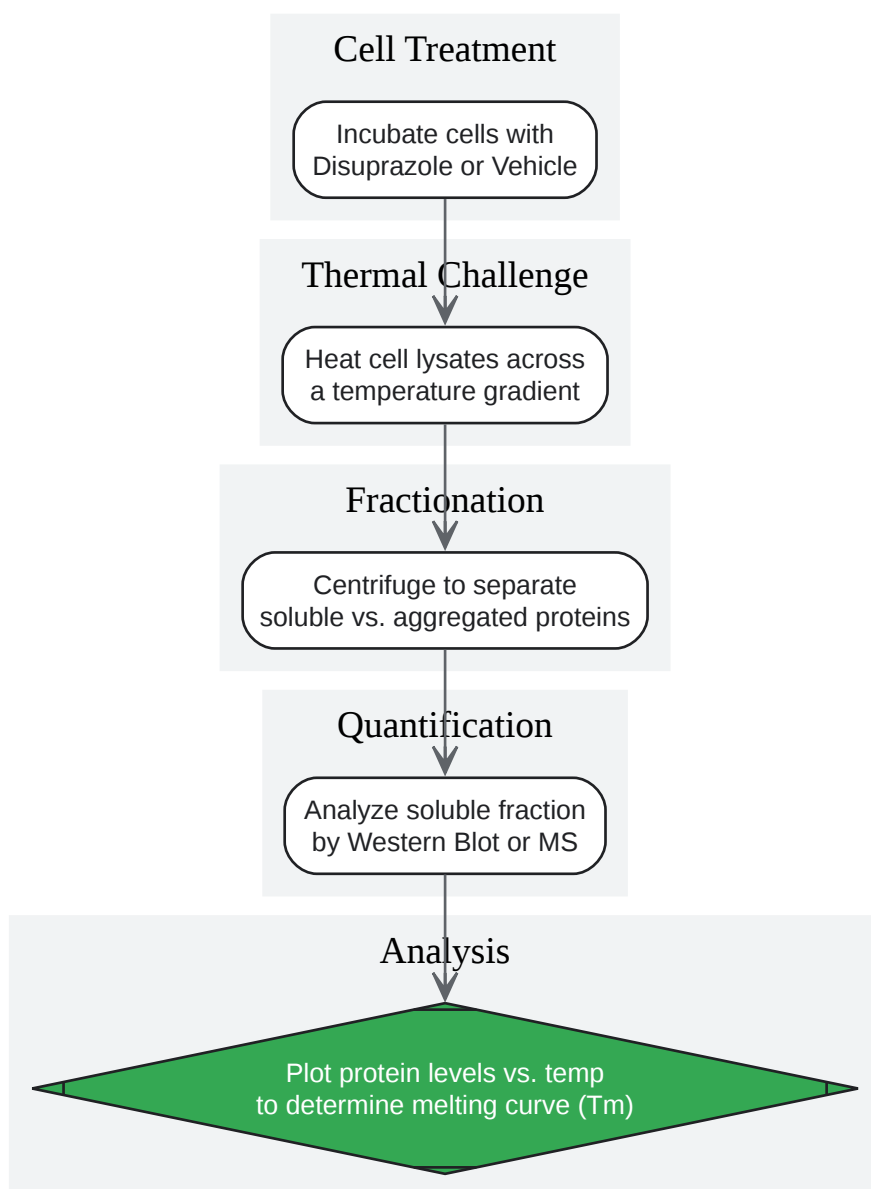 Cell Treatment
Incubate cells with
Disuprazole or Vehicle
Thermal Challenge
Heat cell lysates across
a temperature gradient
Fractionation
Centrifuge to separate
soluble vs. aggregated proteins
Quantification
Analyze soluble fraction
by Western Blot or MS
Analysis
Plot protein levels vs. temp
to determine melting curve (Tm)